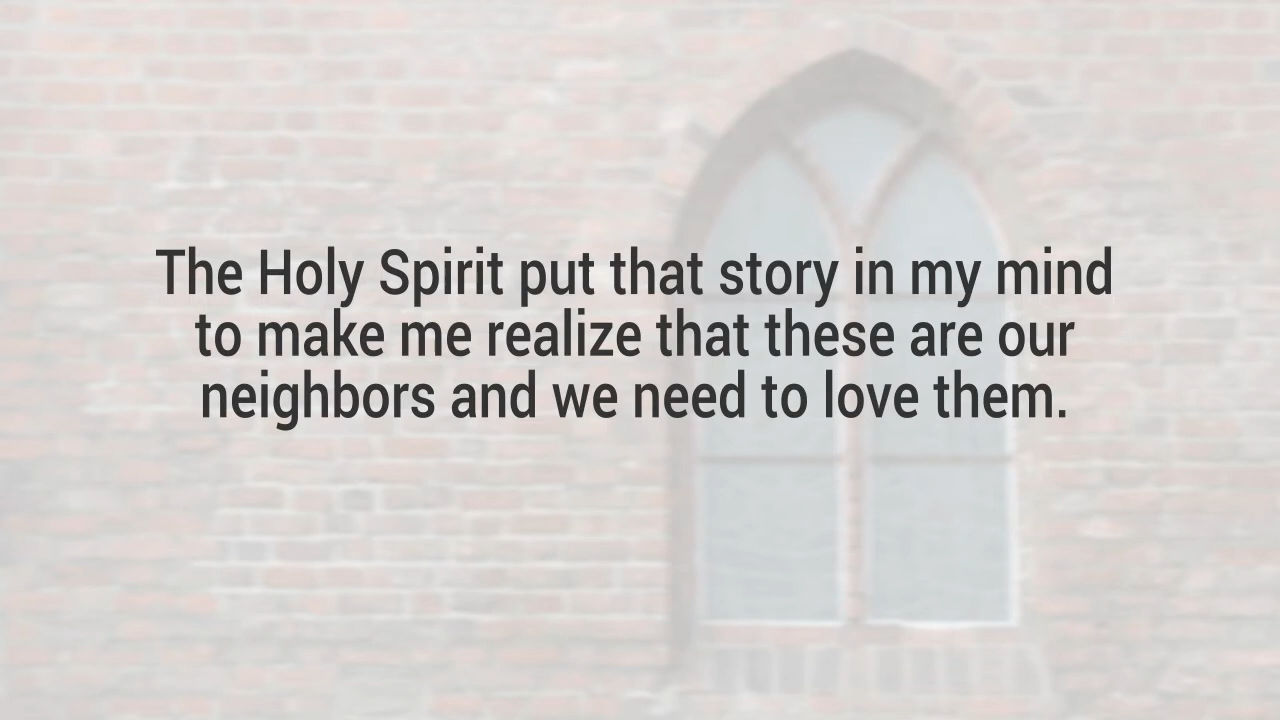 The Holy Spirit put that story in my mind
to make me realize that these are our
neighbors and we need to love them.